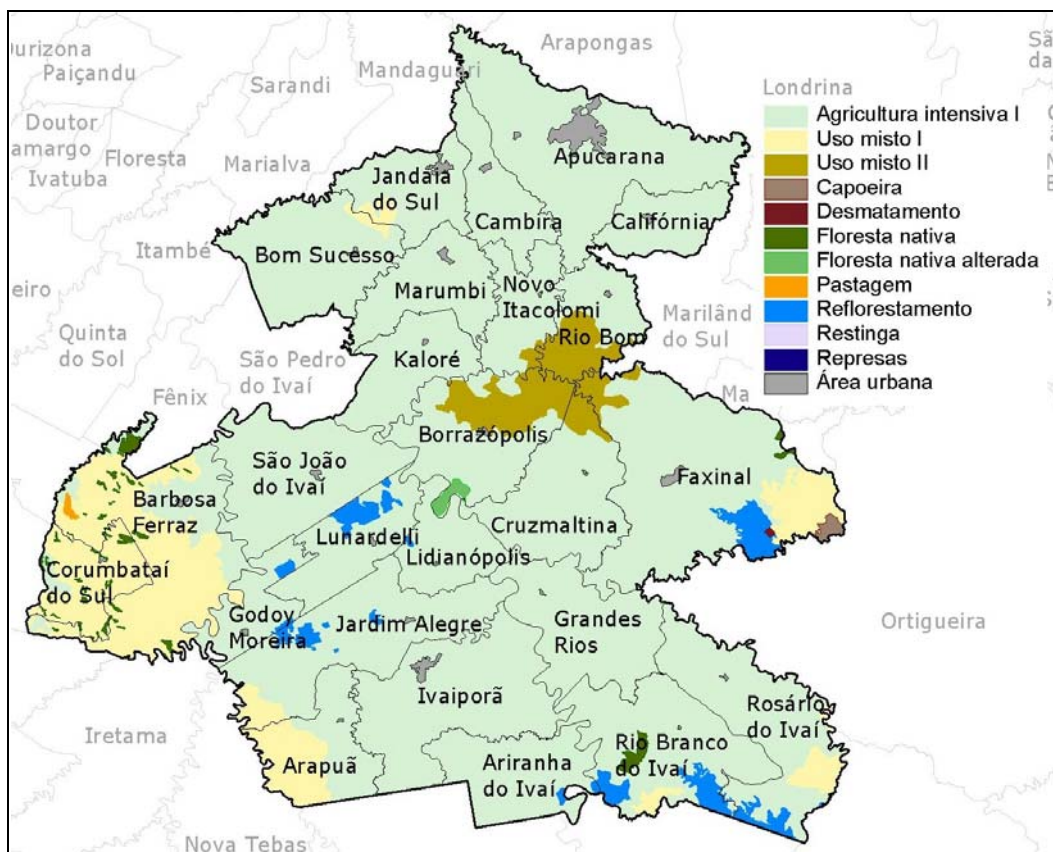 Arapongas
Paiçandu
Sarandi
Mandaguari
Doutor
Camargo
Floresta
Ivatuba
Marialva
Itambé
Quinta
do Sol
São Pedro
do Ivaí
Fênix
Apucarana
Jandaia
do Sul
Cambira
Califórnia
Bom Sucesso
Marumbi
Novo
Itacolomi
Rio Bom
Kaloré
Borrazópolis
Marilând
do Sul
Ma
São João
do Ivaí
Barbosa
Ferraz
Faxinal
Cruzmaltina
Lunardelli
Lidianópolis
Corumbataí
do Sul
Godoy
Moreira
Jardim Alegre
Grandes
Rios
Ortigueira
Ivaiporã
Rosário
do Ivaí
Iretama
Arapuã
Ariranha
do Ivaí
Rio Branco
do Ivaí
Nova Tebas
Londrina
Agricultura intensiva I
Uso misto I
Uso misto II
Capoeira
Desmatamento
Floresta nativa
Floresta nativa alterada
Pastagem
Reflorestamento
Restinga
Represas
Área urbana